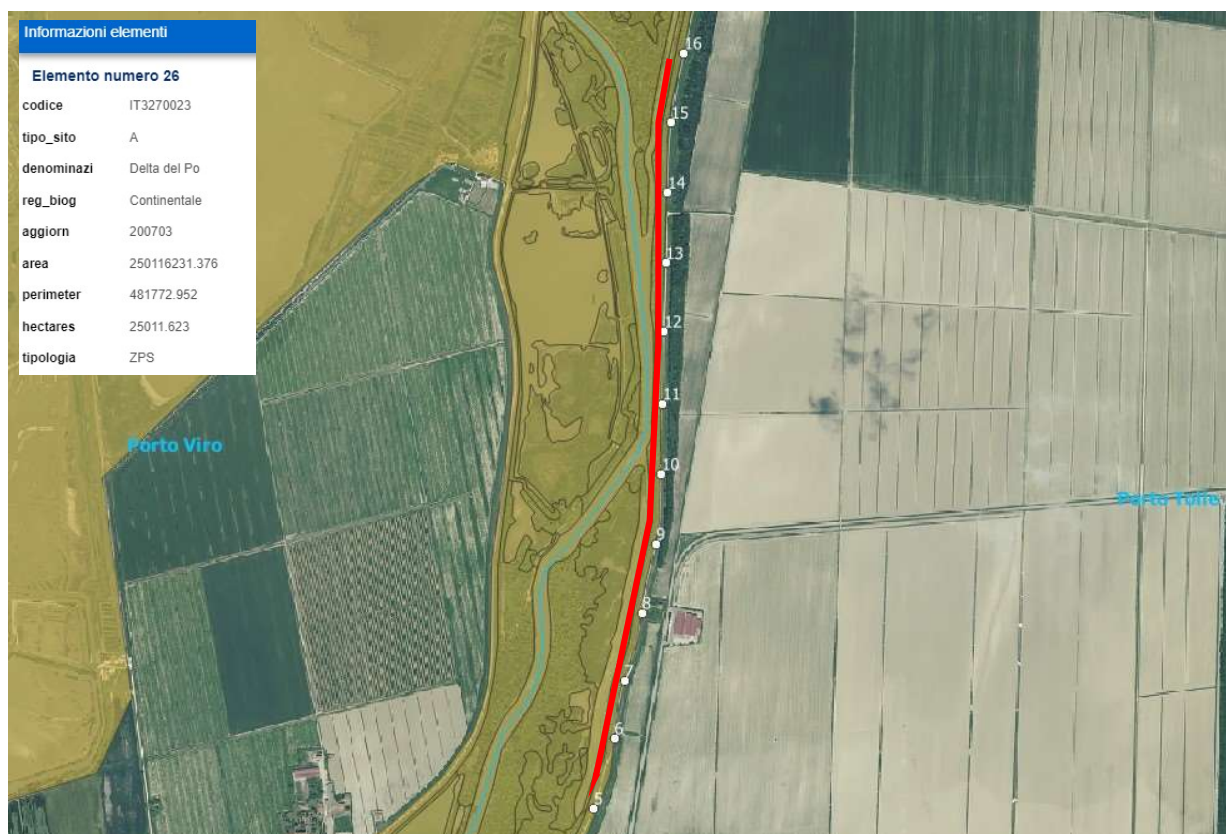 Informazioni elementi
Elemento numero 26
codice IT3270023
tipo_sito A
denominazi Delta del Po
reg_biog Continentale
aggiorn 200703
area 250116231.376
perimeter 481772.952
hectares 25011.623
tipologia ZPS
16
15
14
13
12
11
Porto Viro
10
Porto Tolle
9
8
7
6
5